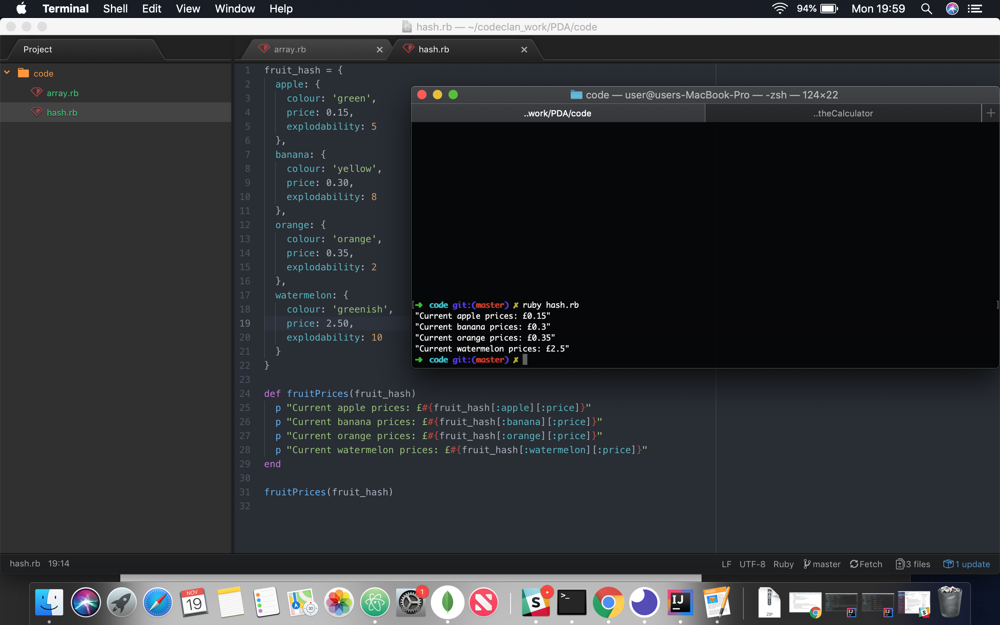 Terminal Shell Edit View Window Help 94% Mon 19:59
hash.rb — ~/codeclan_work/PDA/code
Project
array.rb
hash.rb
code
array.rb
hash.rb
1 fruit_hash = {
2 apple: {
3 colour: 'green',
4 price: 0.15,
5 explodability: 5
6 },
7 banana: {
8 colour: 'yellow',
9 price: 0.30,
10 explodability: 8
11 },
12 orange: {
13 colour: 'orange',
14 price: 0.35,
15 explodability: 2
16 },
17 watermelon: {
18 colour: 'greenish',
19 price: 2.50,
20 explodability: 10
21 }
22 }
23
24 def fruitPrices(fruit_hash)
25 p "Current apple prices: £#{fruit_hash[:apple][:price]}"
26 p "Current banana prices: £#{fruit_hash[:banana][:price]}"
27 p "Current orange prices: £#{fruit_hash[:orange][:price]}"
28 p "Current watermelon prices: £#{fruit_hash[:watermelon][:price]}"
29 end
30
31 fruitPrices(fruit_hash)
32
code — user@users-MacBook-Pro — -zsh — 124×22
..work/PDA/code
..theCalculator
[➜ code git:(master) ✗ ruby hash.rb ]
"Current apple prices: £0.15"
"Current banana prices: £0.3"
"Current orange prices: £0.35"
"Current watermelon prices: £2.5"
➜ code git:(master) ✗
hash.rb 19:14
LF UTF-8 Ruby master Fetch 3 files 1 update
NOV
19
3D
1
S
>_
IJ
PAGES
ZIP
IJ
IJ
S